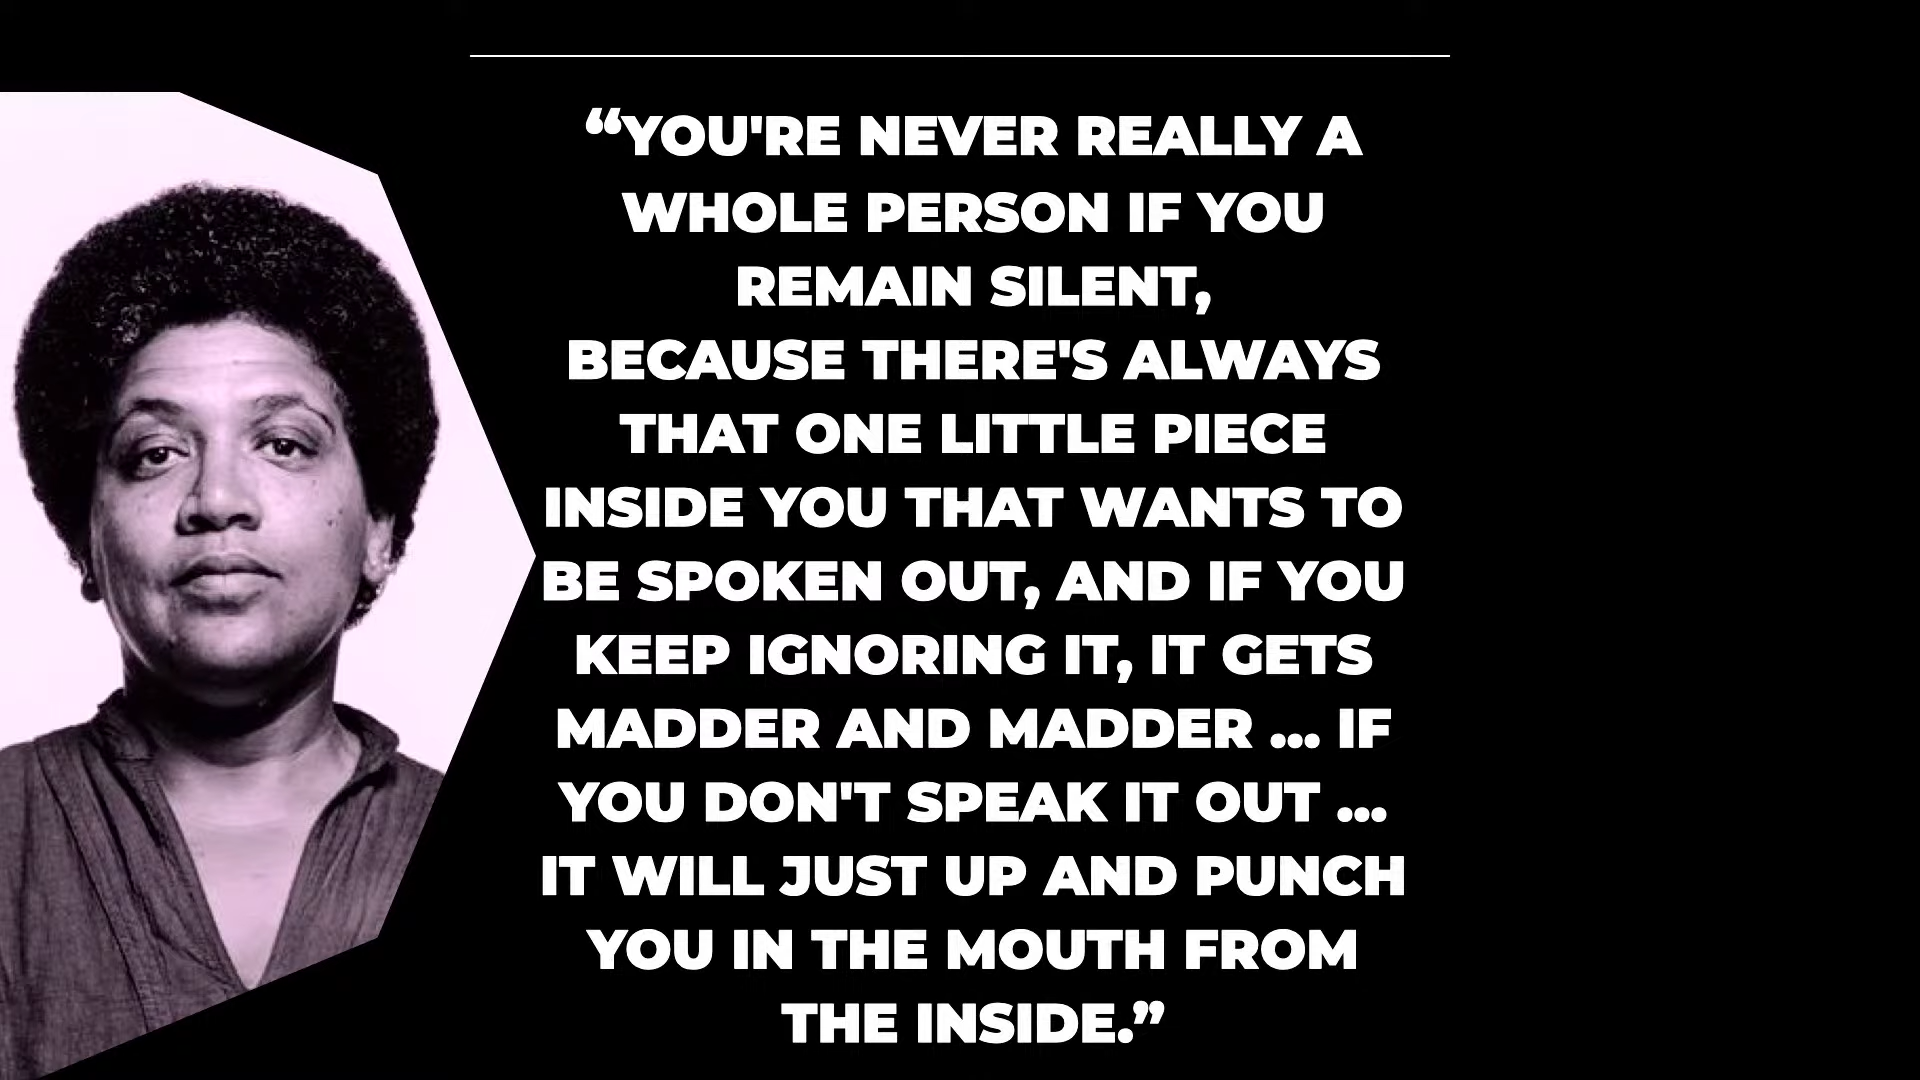 “YOU'RE NEVER REALLY A
WHOLE PERSON IF YOU
REMAIN SILENT,
BECAUSE THERE'S ALWAYS
THAT ONE LITTLE PIECE
INSIDE YOU THAT WANTS TO
BE SPOKEN OUT, AND IF YOU
KEEP IGNORING IT, IT GETS
MADDER AND MADDER ... IF
YOU DON'T SPEAK IT OUT ...
IT WILL JUST UP AND PUNCH
YOU IN THE MOUTH FROM
THE INSIDE.”